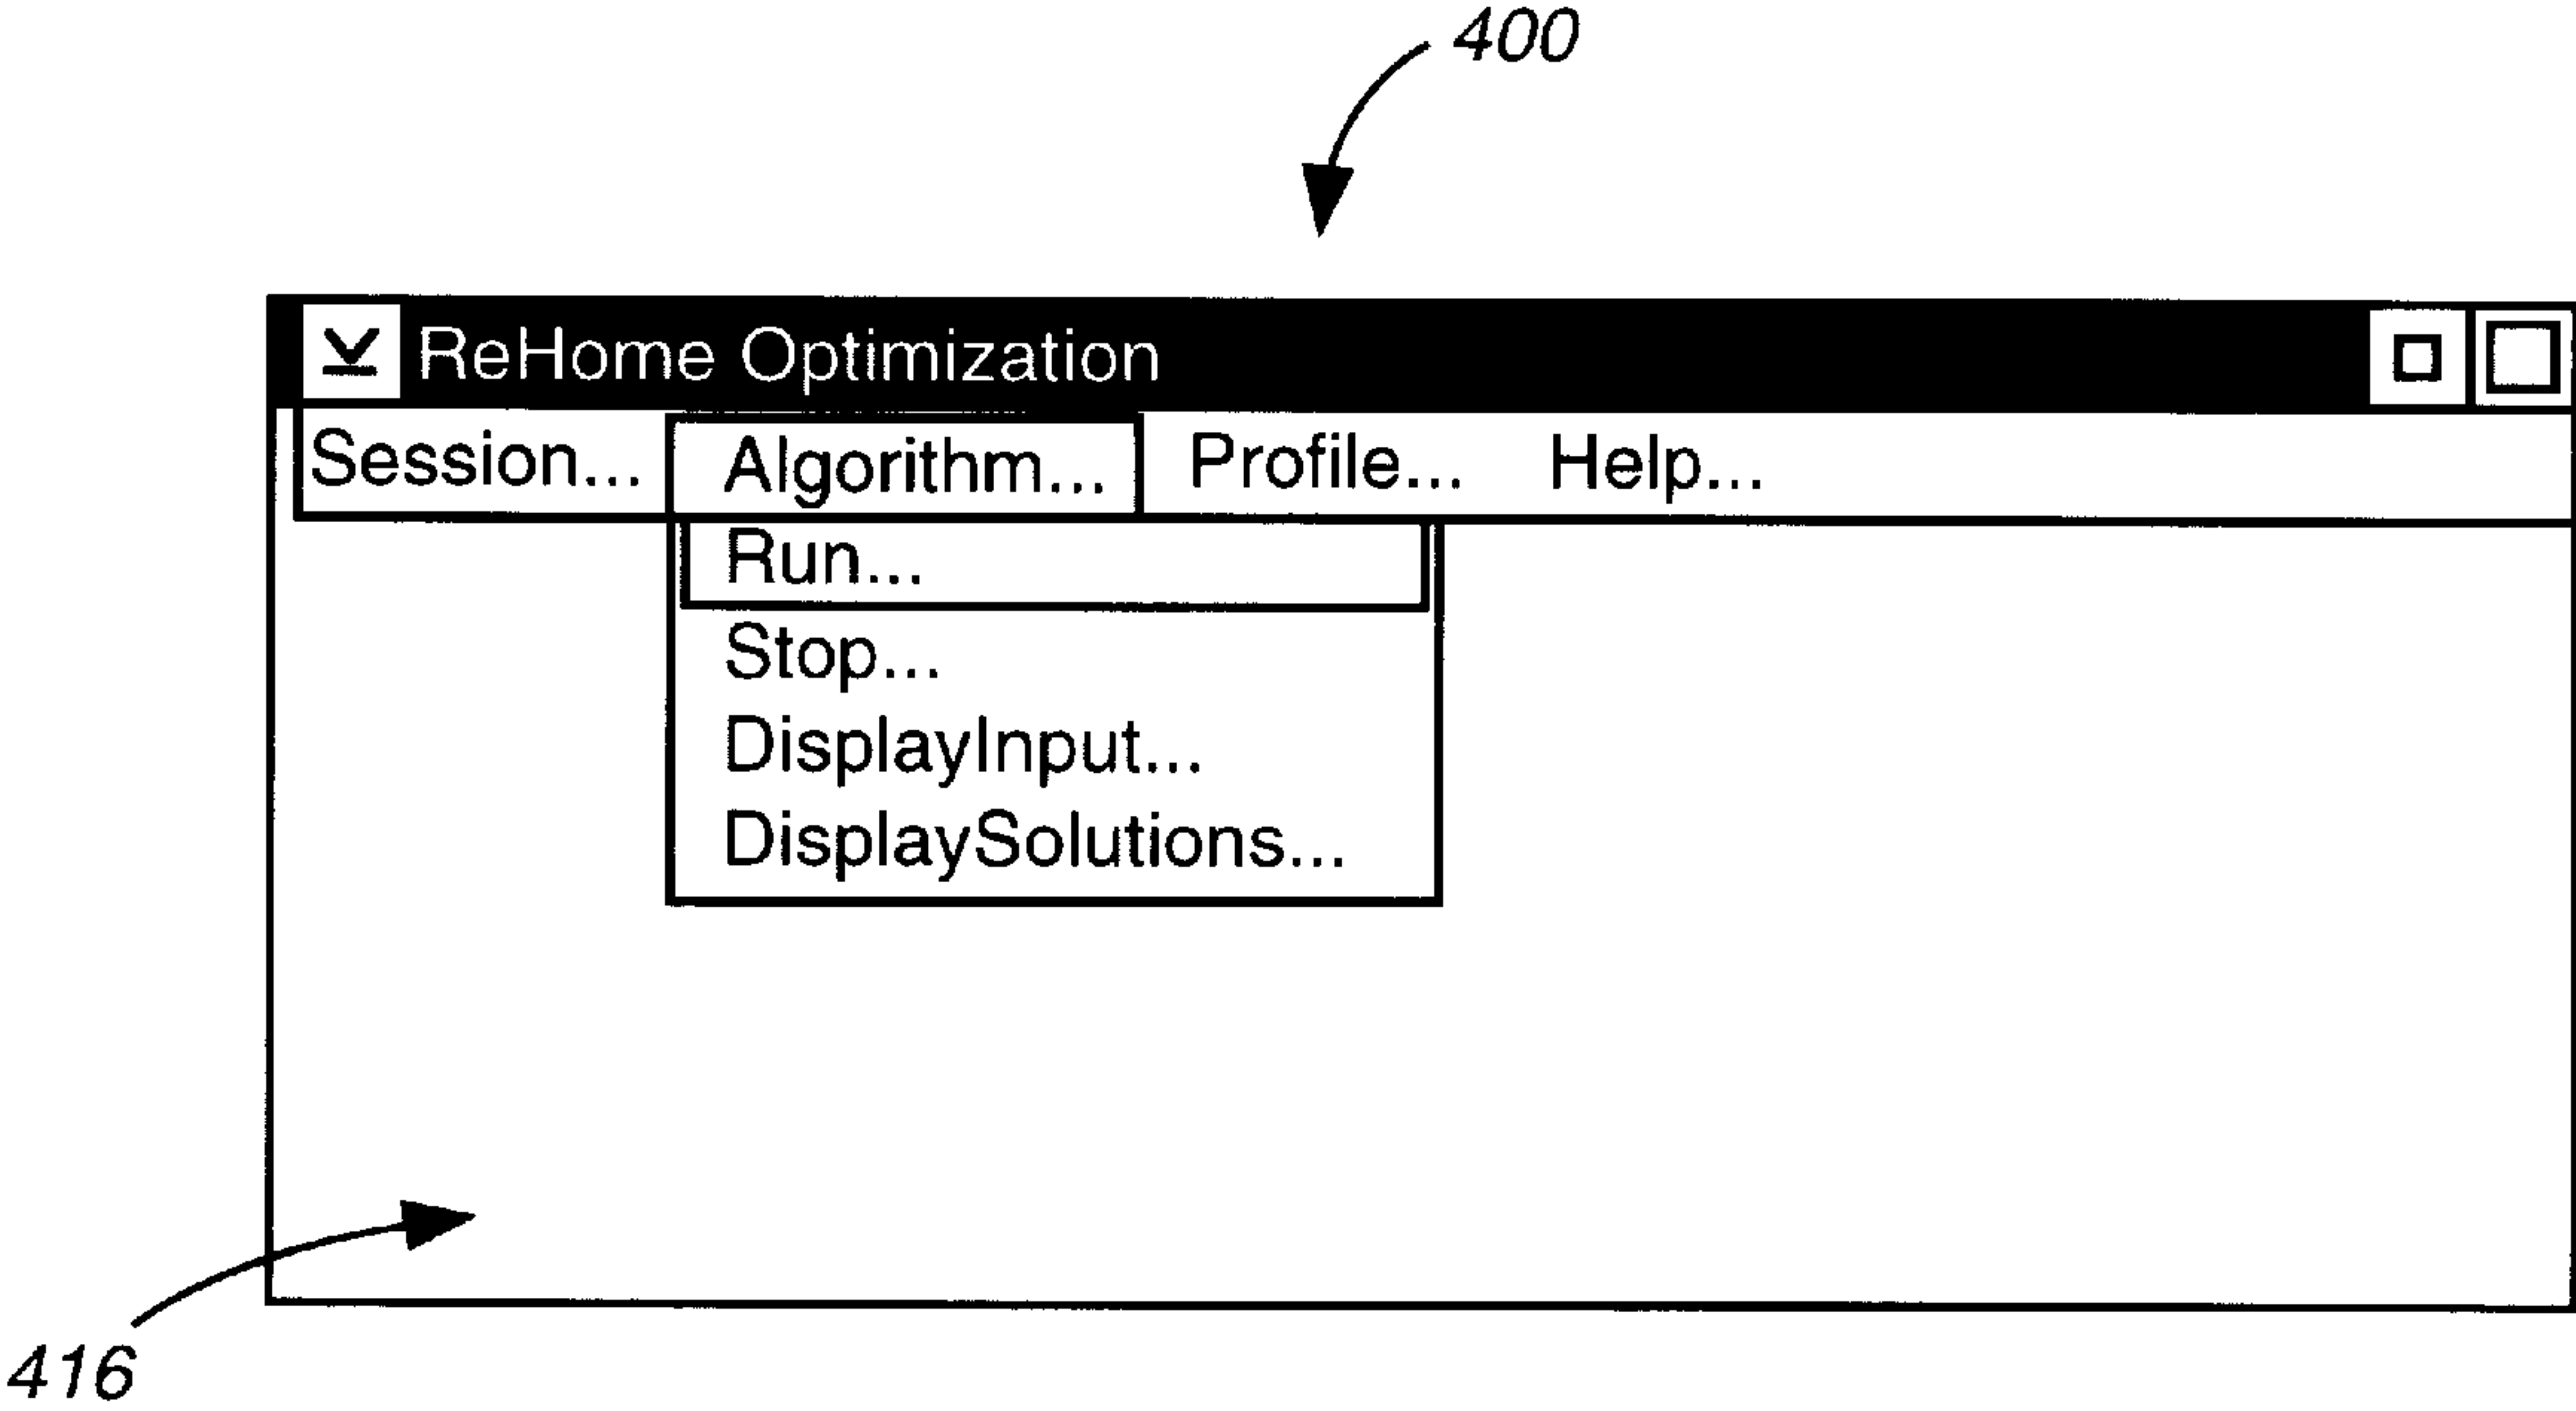 400
ReHome Optimization
Session... Algorithm... Profile... Help...
Run...
Stop...
DisplayInput...
DisplaySolutions...
416